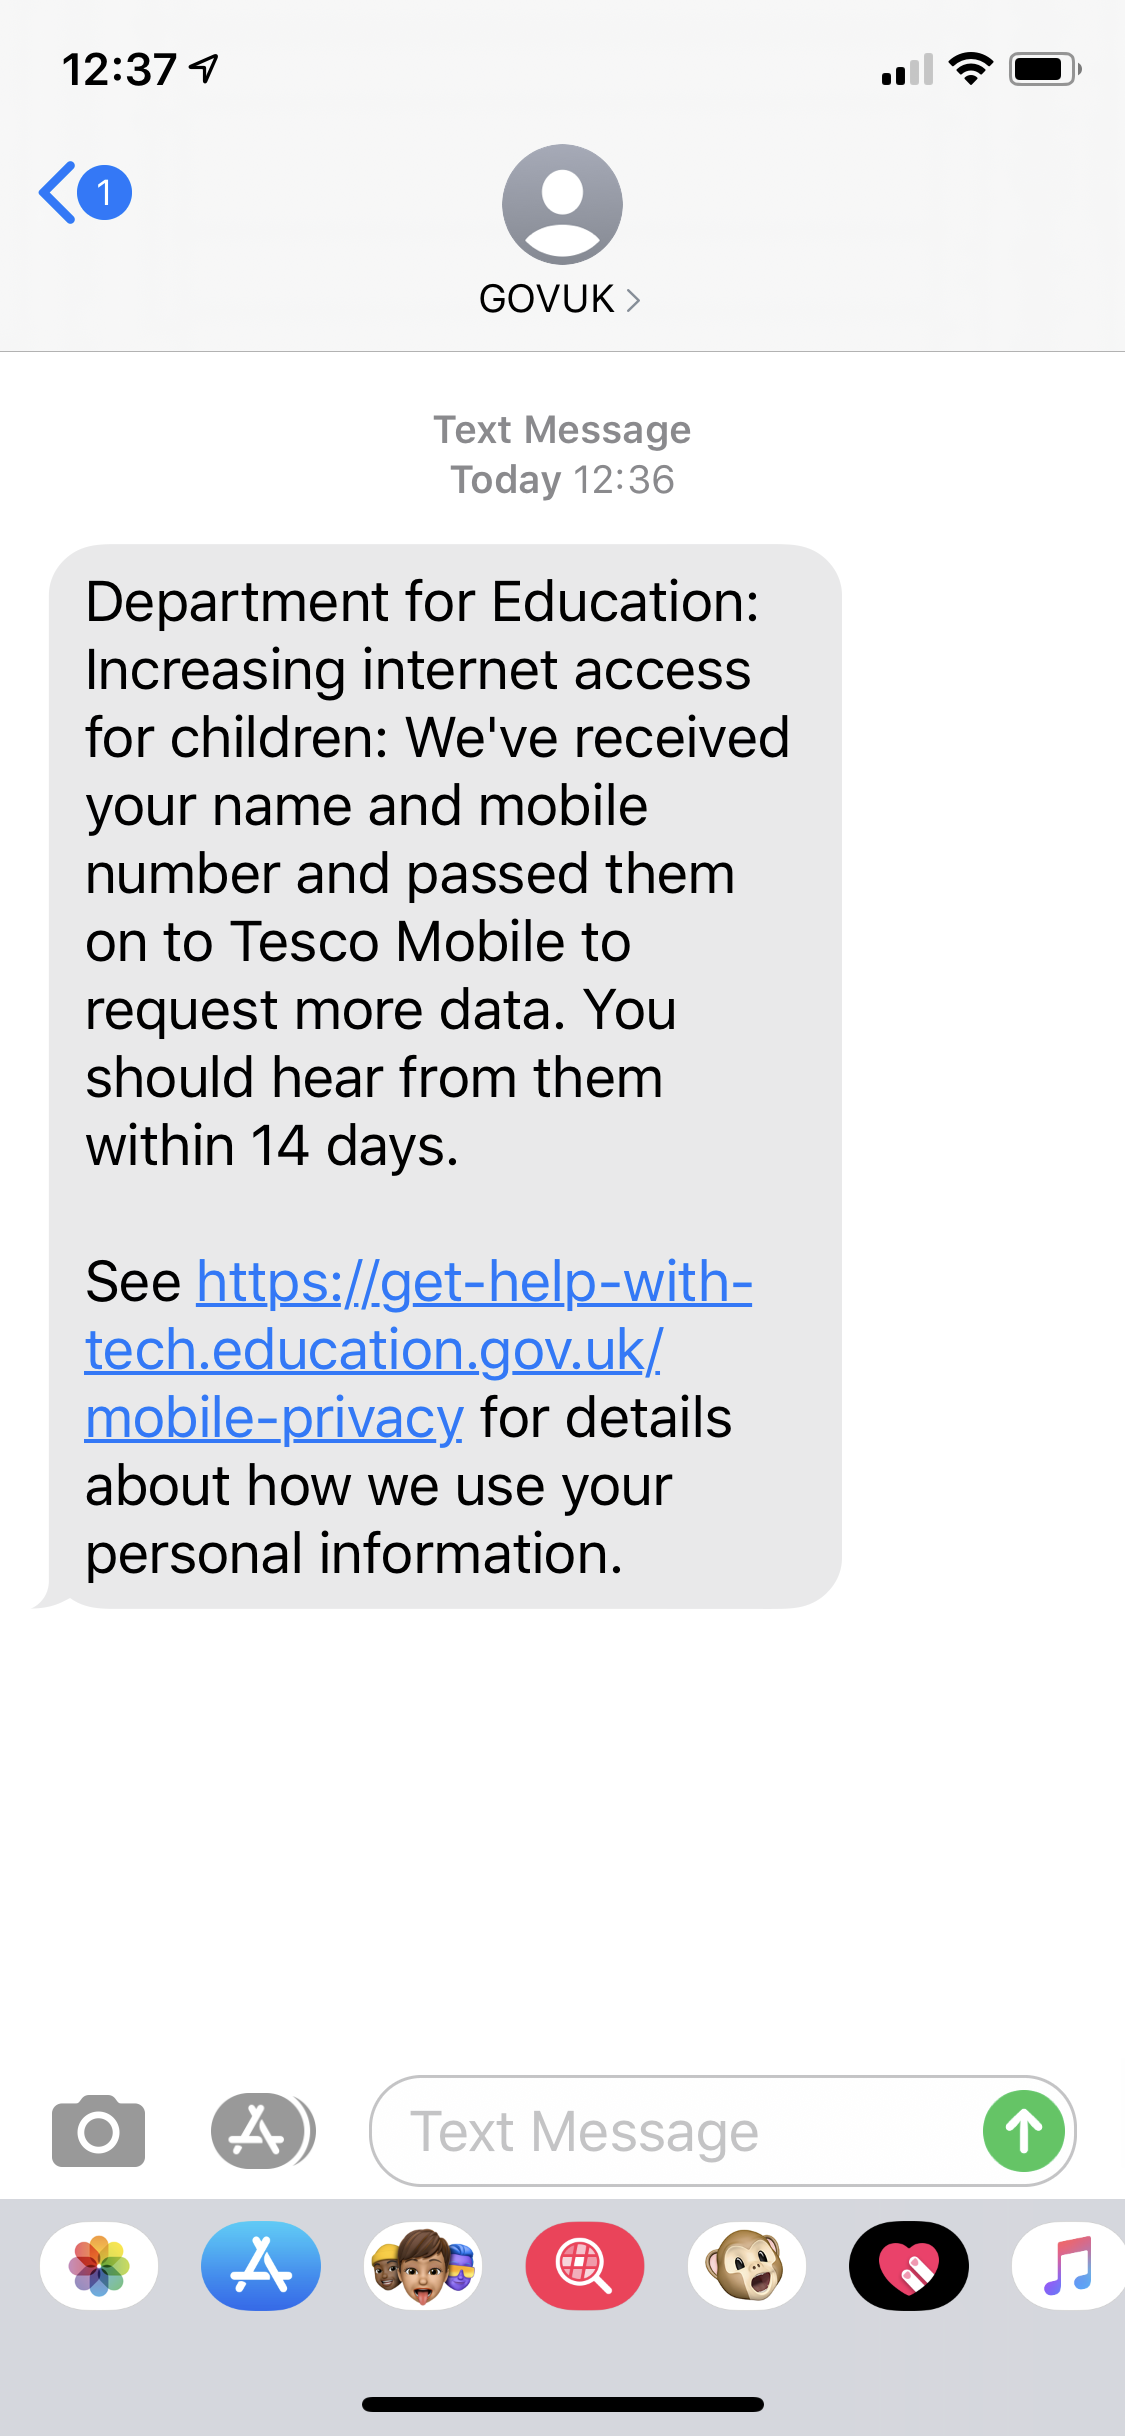 12:37
1
GOVUK
Text Message
Today 12:36
Department for Education:
Increasing internet access
for children: We've received
your name and mobile
number and passed them
on to Tesco Mobile to
request more data. You
should hear from them
within 14 days.
See https://get-help-with-
tech.education.gov.uk/
mobile-privacy for details
about how we use your
personal information.
Text Message